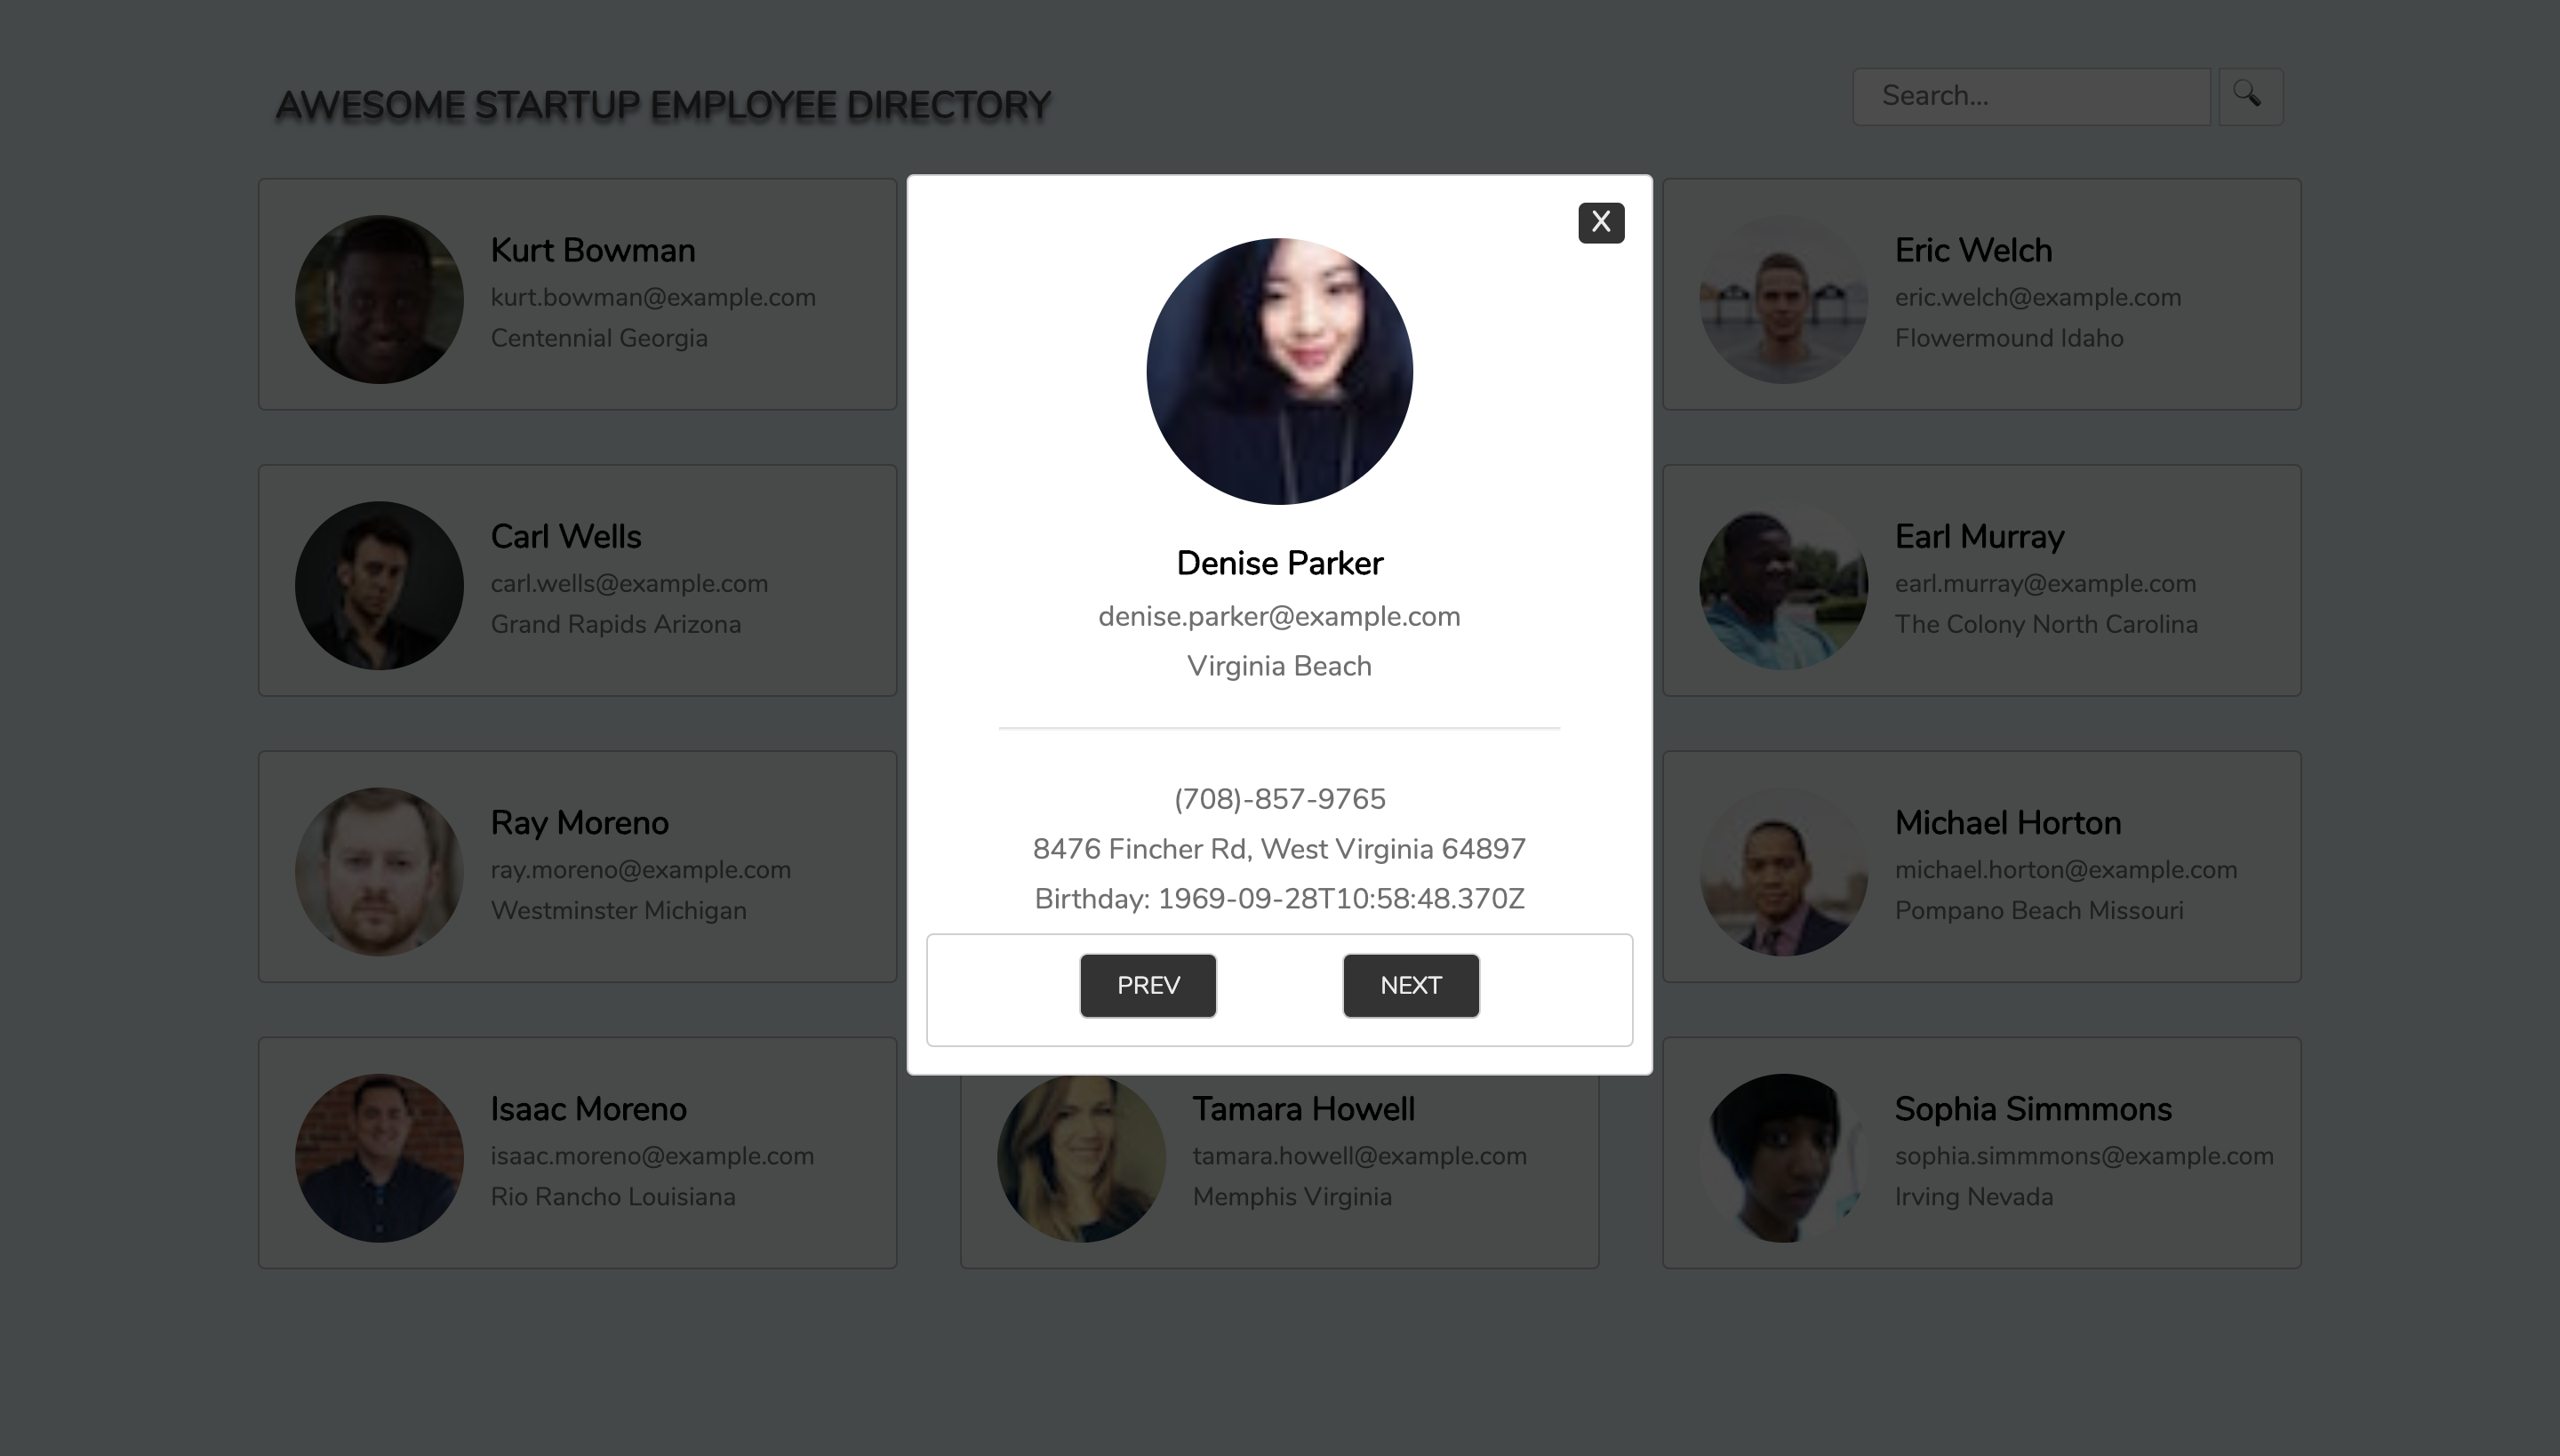 AWESOME STARTUP EMPLOYEE DIRECTORY
Search...
Kurt Bowman
kurt.bowman@example.com
Centennial Georgia
X
Denise Parker
denise.parker@example.com
Virginia Beach
(708)-857-9765
8476 Fincher Rd, West Virginia 64897
Birthday: 1969-09-28T10:58:48.370Z
PREV
NEXT
Eric Welch
eric.welch@example.com
Flowermound Idaho
Carl Wells
carl.wells@example.com
Grand Rapids Arizona
Earl Murray
earl.murray@example.com
The Colony North Carolina
Ray Moreno
ray.moreno@example.com
Westminster Michigan
Michael Horton
michael.horton@example.com
Pompano Beach Missouri
Isaac Moreno
isaac.moreno@example.com
Rio Rancho Louisiana
Tamara Howell
tamara.howell@example.com
Memphis Virginia
Sophia Simmmons
sophia.simmmons@example.com
Irving Nevada